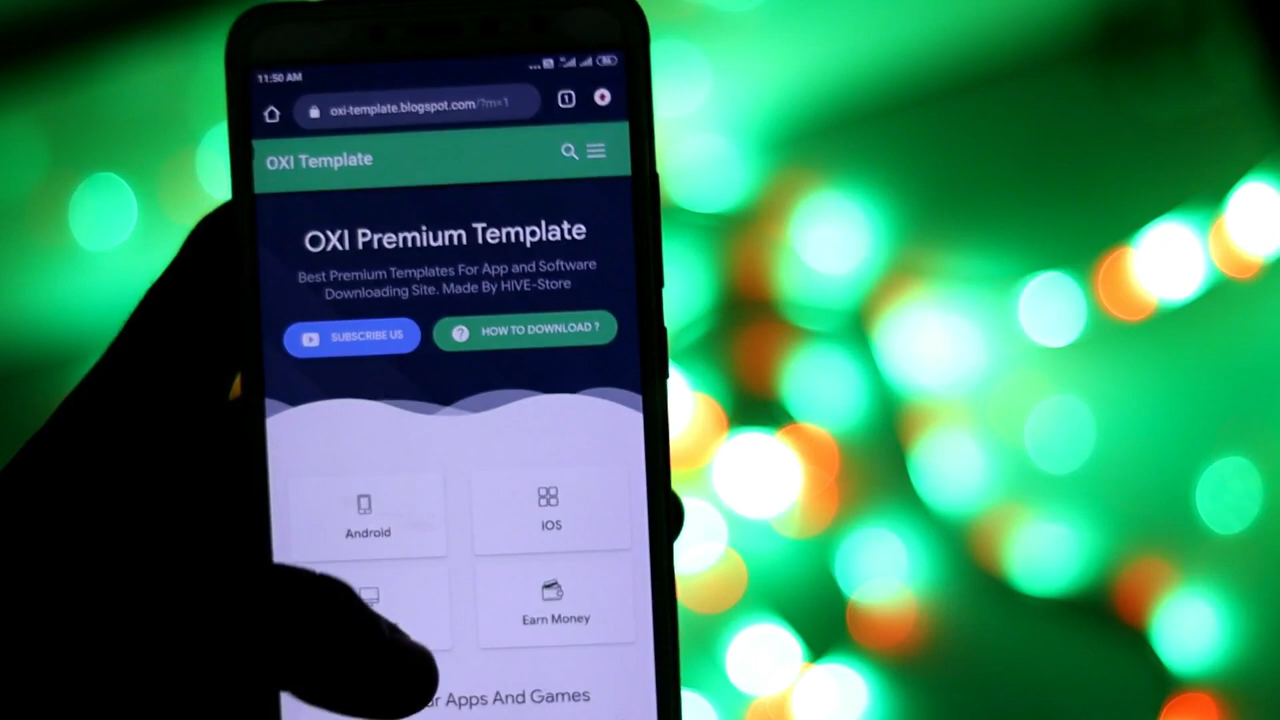 11:50 AM
oxi-template.blogspot.com/?m=1
1
OXI Template
OXI Premium Template
Best Premium Templates For App and Software
Downloading Site. Made By HIVE-Store
SUBSCRIBE US
HOW TO DOWNLOAD ?
Android
IOS
Earn Money
Apps And Games